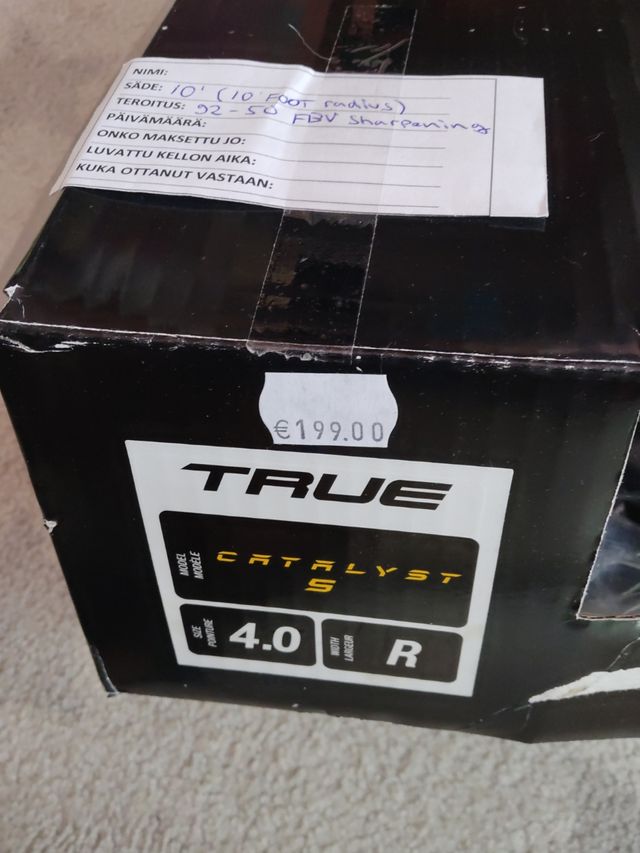 NIMI:
SÄDE: 10' (10 FOOT radius)
TEROITUS: 92-50 FBV sharpening
PÄIVÄMÄÄRÄ:
ONKO MAKSETTU JO:
LUVATTU KELLON AIKA:
KUKA OTTANUT VASTAAN:
€199.00
TRUE
MODEL
MODÈLE
CATALYST
5
SIZE
POINTURE
4.0
WIDTH
LARGEUR
R